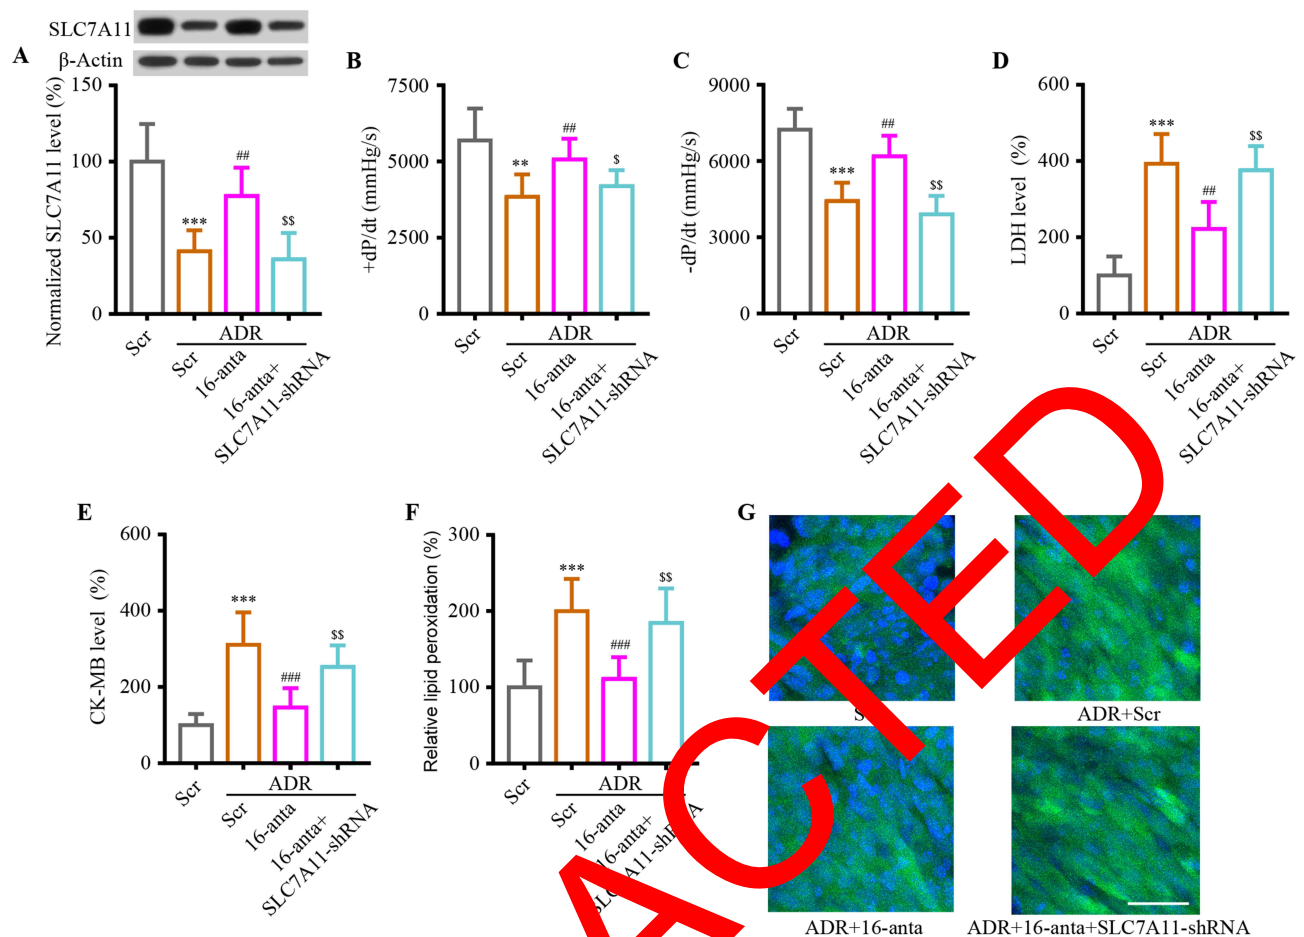 SLC7A11
A
β-Actin
Normalized SLC7A11 level (%)
150
100
50
0
***
##
$$
Scr
ADR
Scr
16-anta
16-anta+
SLC7A11-shRNA
B
+dP/dt (mmHg/s)
7500
5000
2500
0
**
##
$
Scr
ADR
Scr
16-anta
16-anta+
SLC7A11-shRNA
C
-dP/dt (mmHg/s)
9000
6000
3000
0
***
##
$$
Scr
ADR
Scr
16-anta
16-anta+
SLC7A11-shRNA
D
LDH level (%)
600
400
200
0
***
##
$$
Scr
ADR
Scr
16-anta
16-anta+
SLC7A11-shRNA
E
CK-MB level (%)
600
400
200
0
***
###
$$
Scr
ADR
Scr
16-anta
16-anta+
SLC7A11-shRNA
F
Relative lipid peroxidation (%)
300
200
100
0
***
###
$$
Scr
ADR
Scr
16-anta
16-anta+
SLC7A11-shRNA
G
ADR+Scr
ADR+16-anta
ADR+16-anta+SLC7A11-shRNA
ACTED